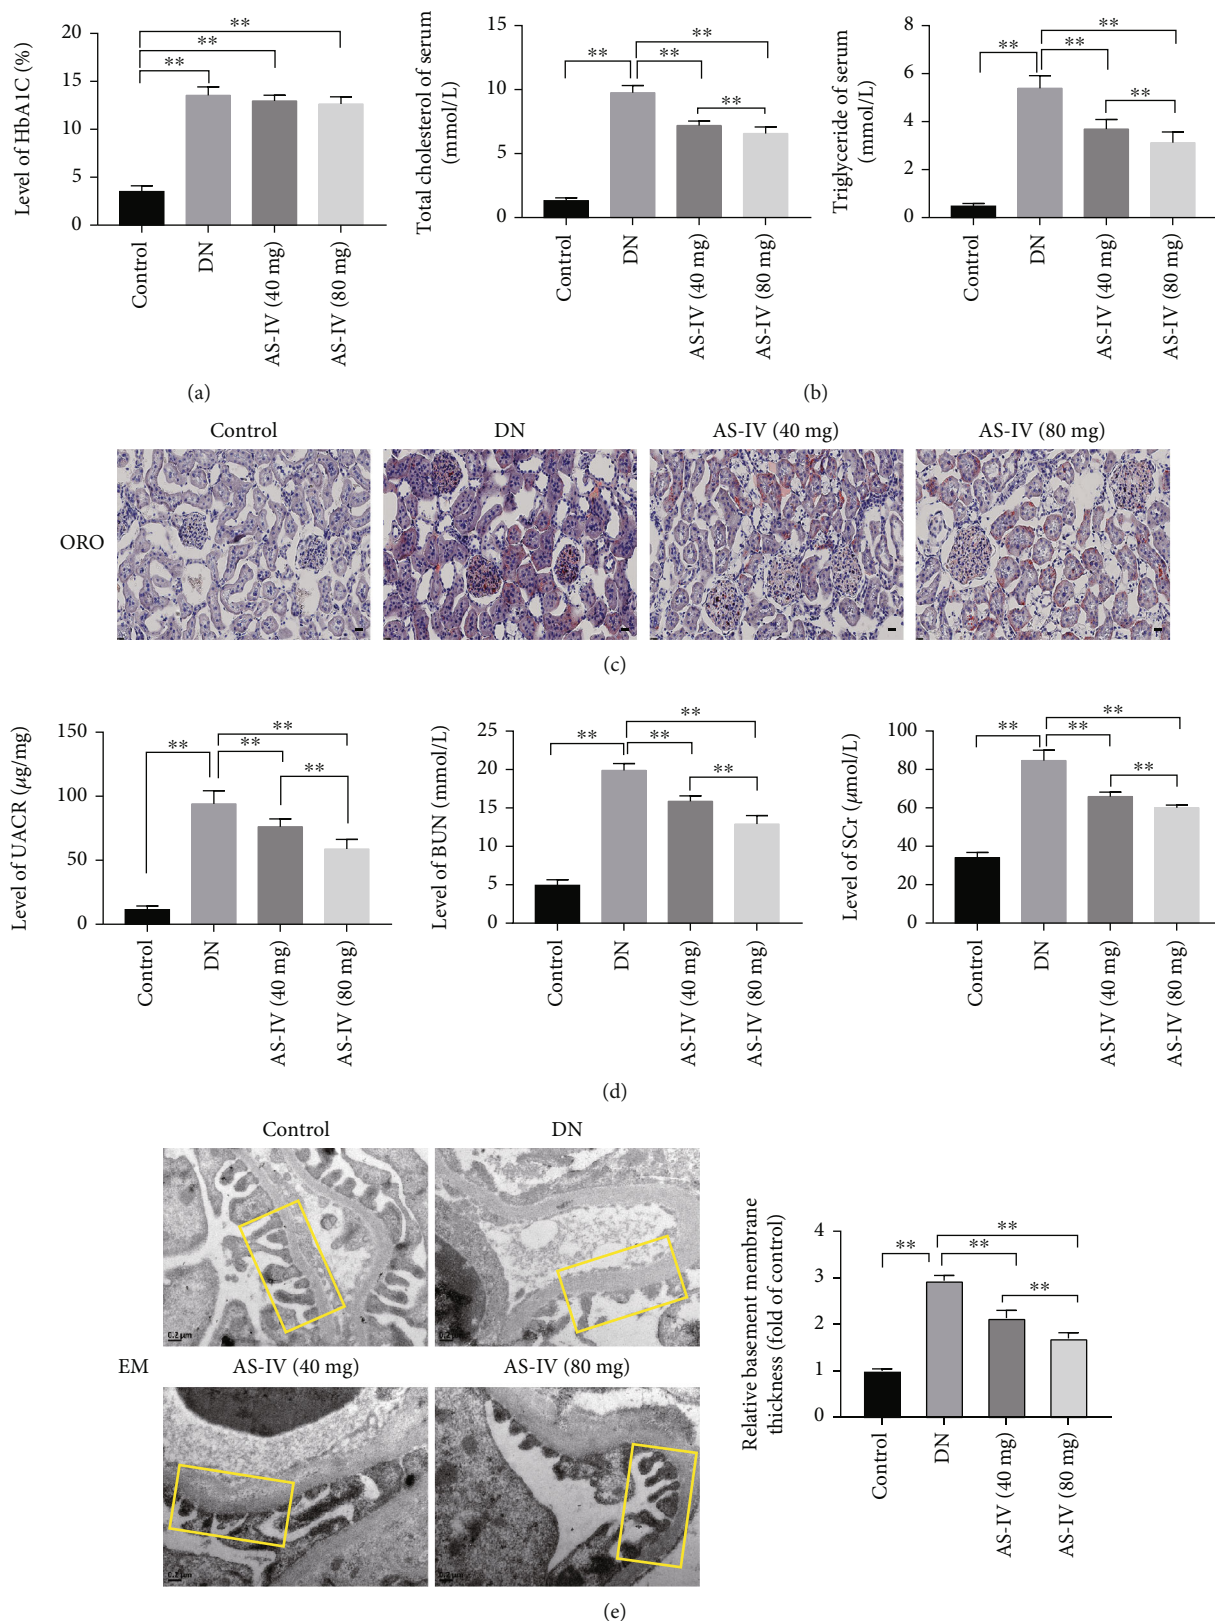 Level of HbA1C (%)
20
15
10
5
0
**
**
**
Control
DN
AS-IV (40 mg)
AS-IV (80 mg)
(a)
Total cholesterol of serum
(mmol/L)
15
10
5
0
**
**
**
**
Control
DN
AS-IV (40 mg)
AS-IV (80 mg)
Triglyceride of serum
(mmol/L)
8
6
4
2
0
**
**
**
**
Control
DN
AS-IV (40 mg)
AS-IV (80 mg)
(b)
Control
DN
AS-IV (40 mg)
AS-IV (80 mg)
ORO
(c)
Level of UACR (μg/mg)
150
100
50
0
**
**
**
**
Control
DN
AS-IV (40 mg)
AS-IV (80 mg)
Level of BUN (mmol/L)
25
20
15
10
5
0
**
**
**
**
Control
DN
AS-IV (40 mg)
AS-IV (80 mg)
Level of SCr (μmol/L)
100
80
60
40
20
0
**
**
**
**
Control
DN
AS-IV (40 mg)
AS-IV (80 mg)
(d)
Control
DN
0.2μm
0.2μm
EM
AS-IV (40 mg)
AS-IV (80 mg)
0.2μm
0.2μm
Relative basement membrane
thickness (fold of control)
4
3
2
1
0
**
**
**
**
Control
DN
AS-IV (40 mg)
AS-IV (80 mg)
(e)